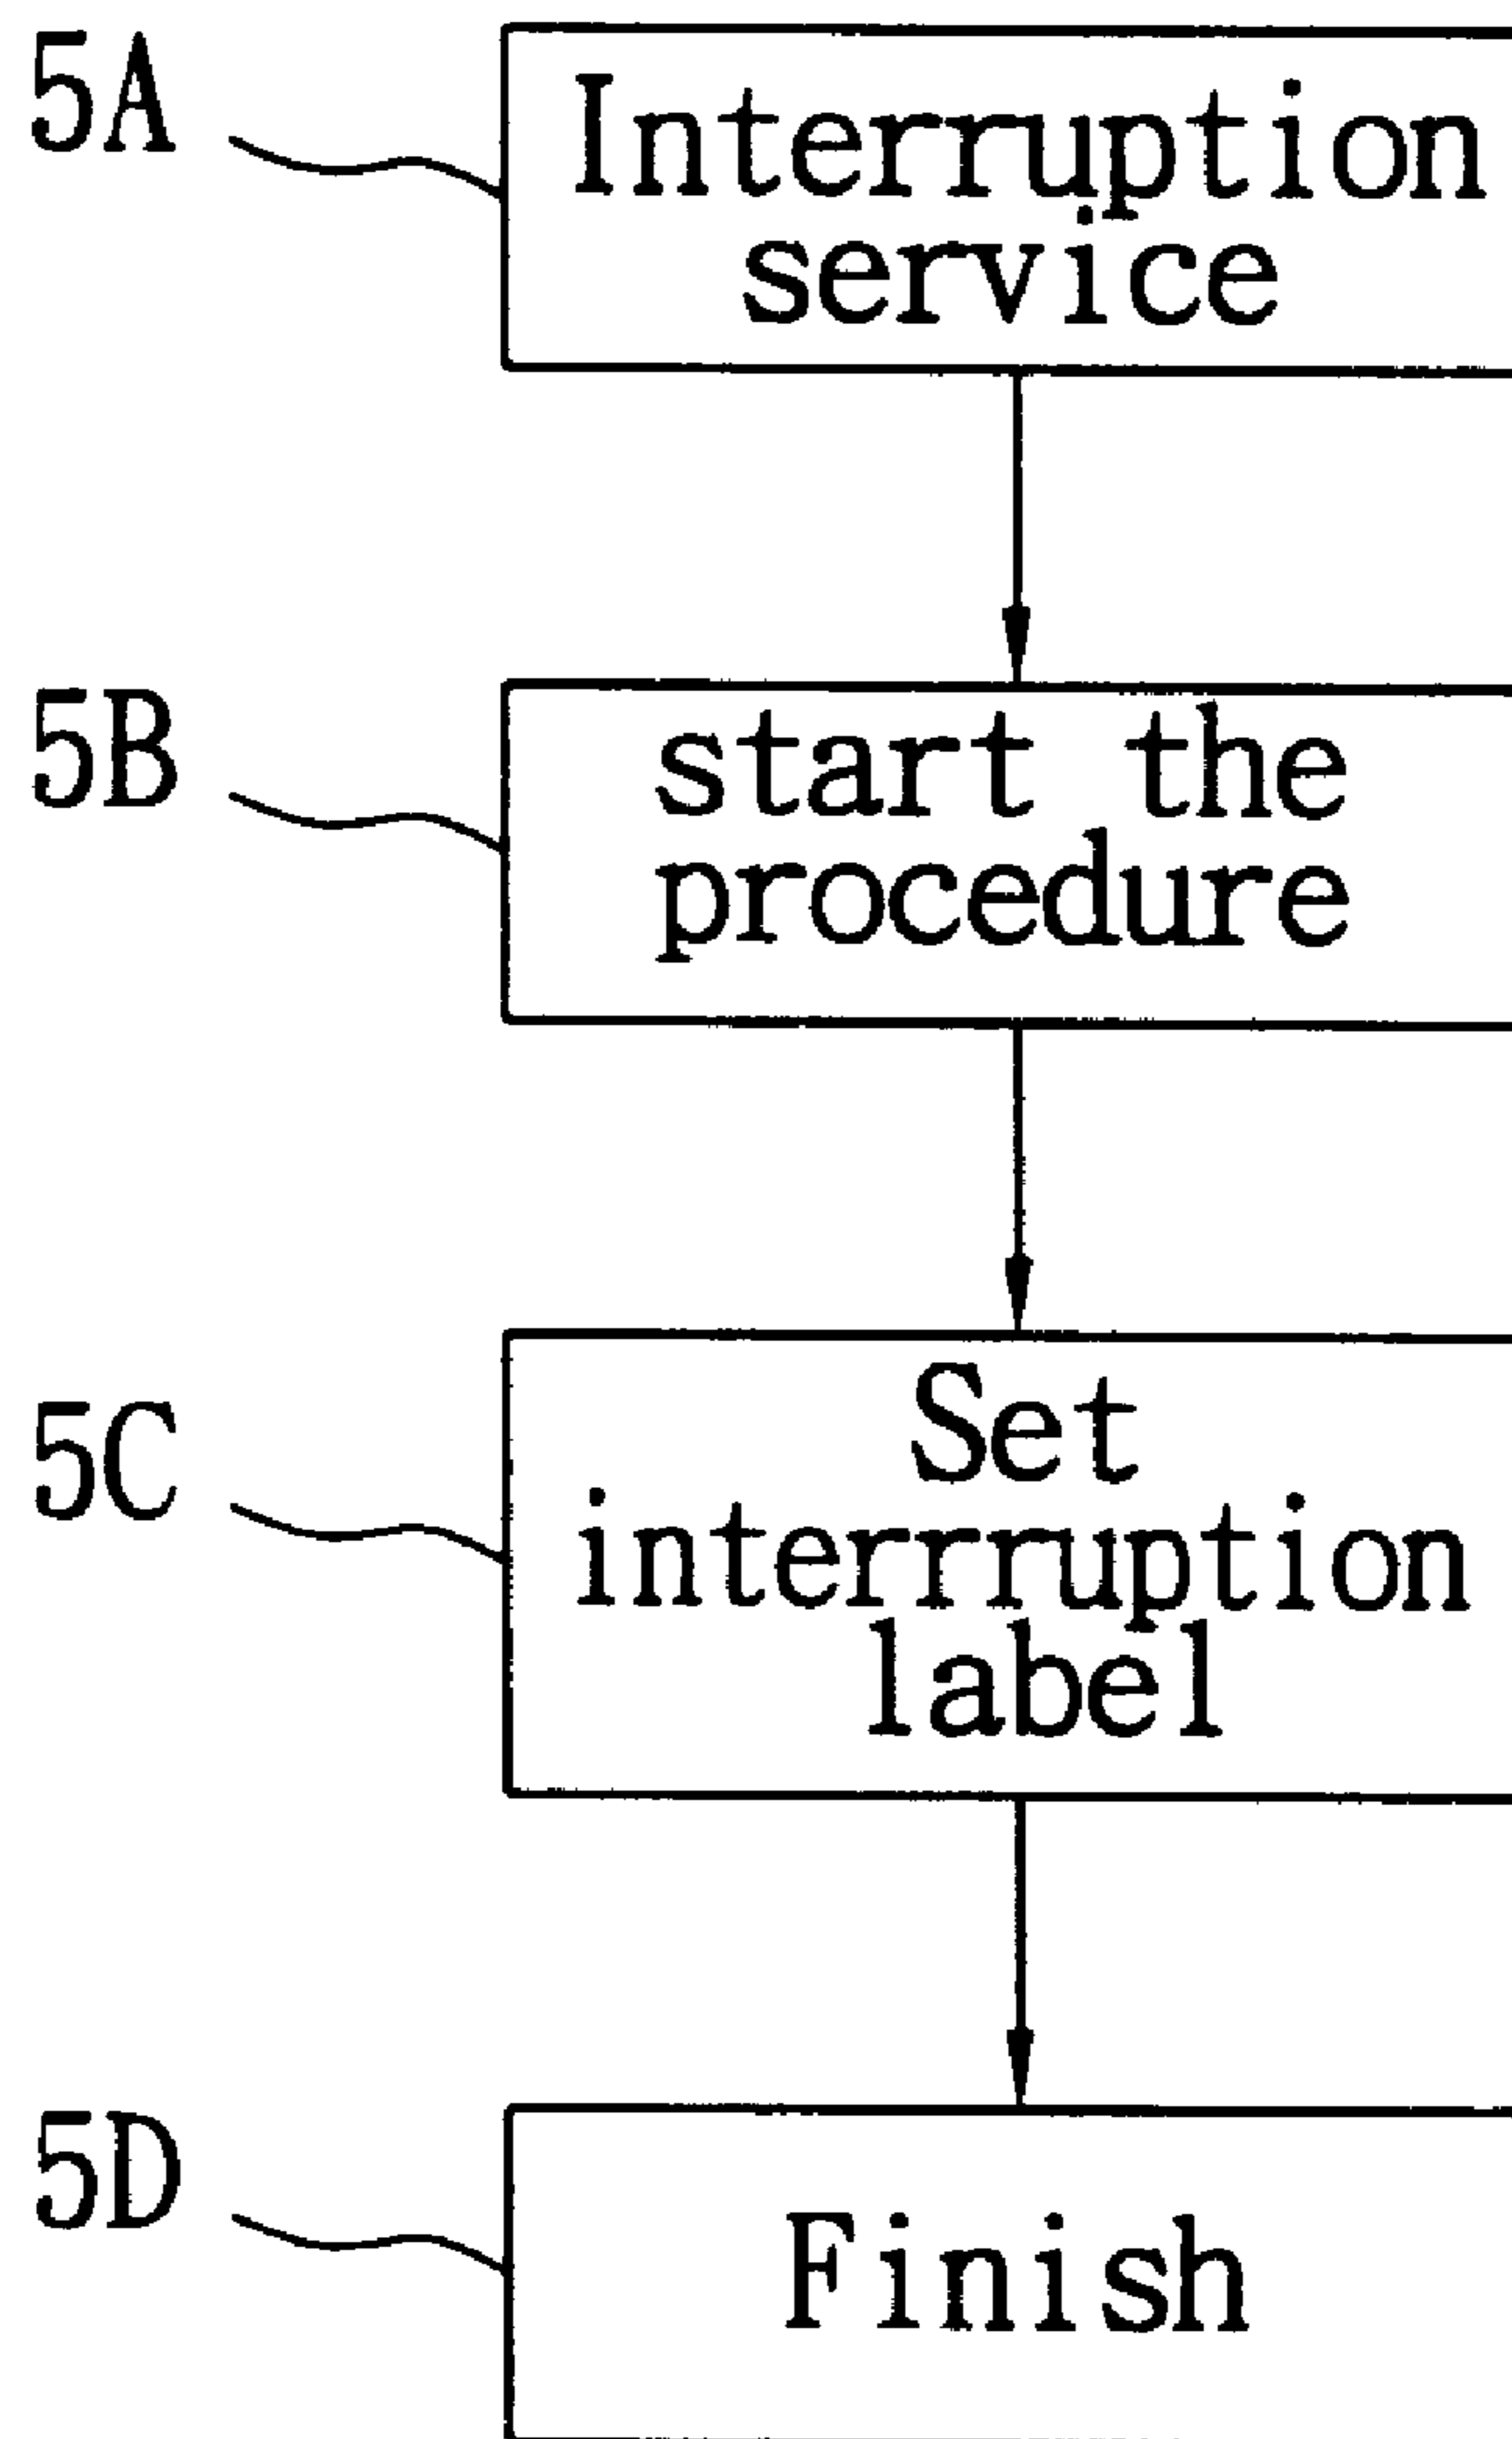 5A
Interruption
service
5B
start the
procedure
5C
Set
interrruption
label
5D
Finish